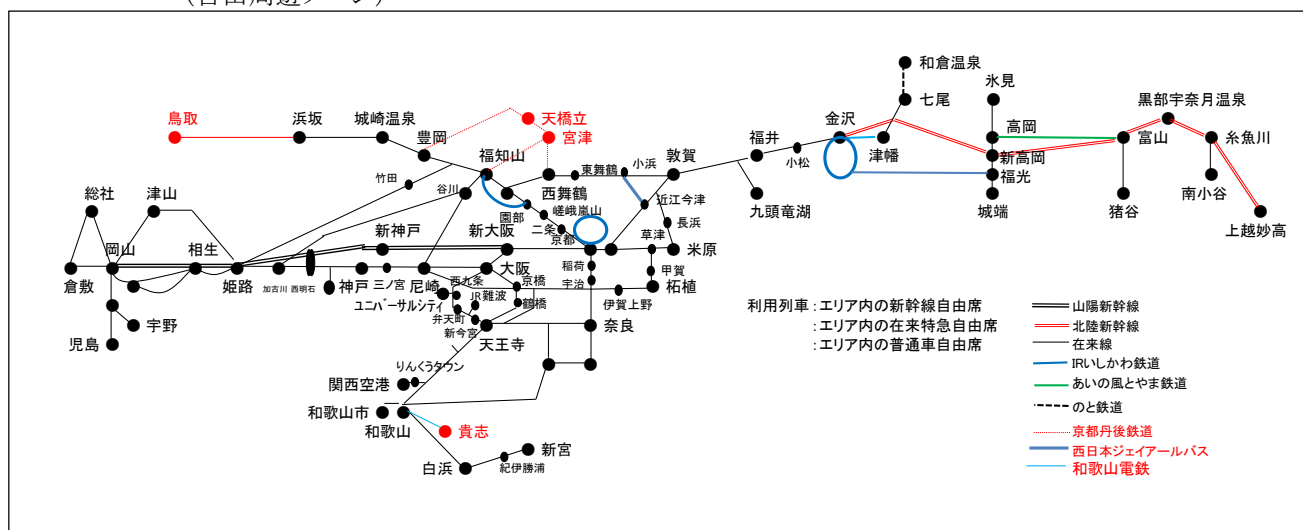 和倉温泉
氷見
七尾
黒部宇奈月温泉
鳥取
浜坂
城崎温泉
豊岡
天橋立
宮津
福知山
金沢
津幡
高岡
富山
糸魚川
福井
小松
新高岡
福光
竹田
谷川
西舞鶴
東舞鶴
小浜
敦賀
近江今津
九頭竜湖
城端
猪谷
南小谷
上越妙高
総社
津山
園部
嵯峨嵐山
二条
京都
長浜
草津
米原
岡山
相生
新神戸
新大阪
稲荷
甲賀
倉敷
姫路
加古川
西明石
神戸
三ノ宮
尼崎
大阪
西九条
京橋
宇治
柘植
ユニバーサルシティ
JR難波
鶴橋
伊賀上野
弁天町
新今宮
宇野
児島
天王寺
奈良
りんくうタウン
関西空港
和歌山市
和歌山
貴志
白浜
紀伊勝浦
新宮
利用列車：エリア内の新幹線自由席
：エリア内の在来特急自由席
：エリア内の普通車自由席
山陽新幹線
北陸新幹線
在来線
IRいしかわ鉄道
あいの風とやま鉄道
のと鉄道
京都丹後鉄道
西日本ジェイアールバス
和歌山電鉄